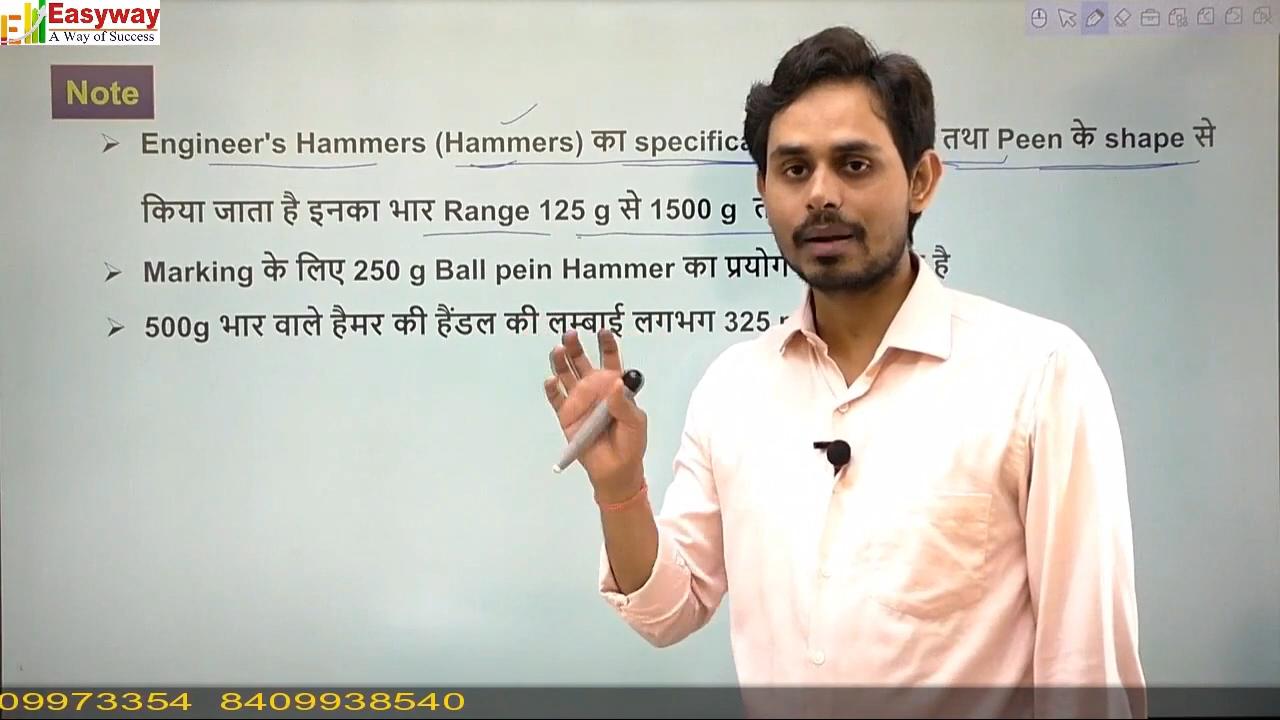 Easyway
A Way of Success
Note
Engineer's Hammers (Hammers) का तथा Peen के shape से
किया जाता है इनका भार Range 125 g से 1500 g
Marking के लिए 250 g Ball pein Hammer का प्रयोग है
500g भार वाले हैमर की हैंडल की लम्बाई लगभग 325
09973354 8409938540